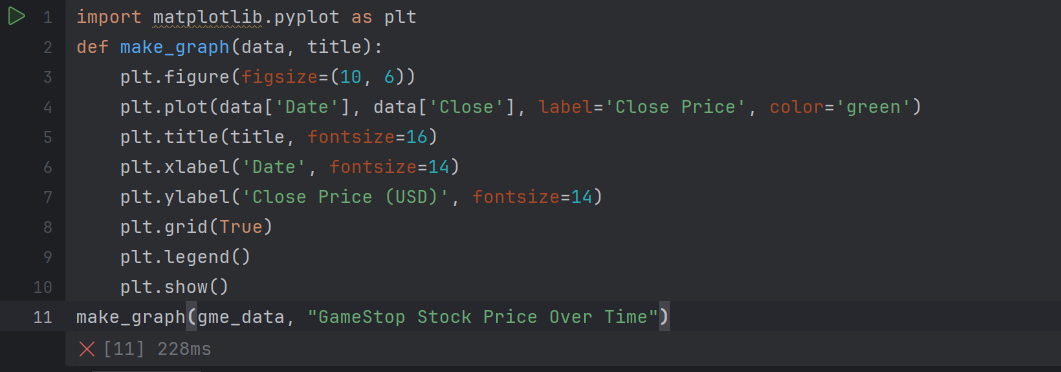 1 import matplotlib.pyplot as plt
2 def make_graph(data, title):
3     plt.figure(figsize=(10, 6))
4     plt.plot(data['Date'], data['Close'], label='Close Price', color='green')
5     plt.title(title, fontsize=16)
6     plt.xlabel('Date', fontsize=14)
7     plt.ylabel('Close Price (USD)', fontsize=14)
8     plt.grid(True)
9     plt.legend()
10     plt.show()
11 make_graph(gme_data, "GameStop Stock Price Over Time")
[11] 228ms